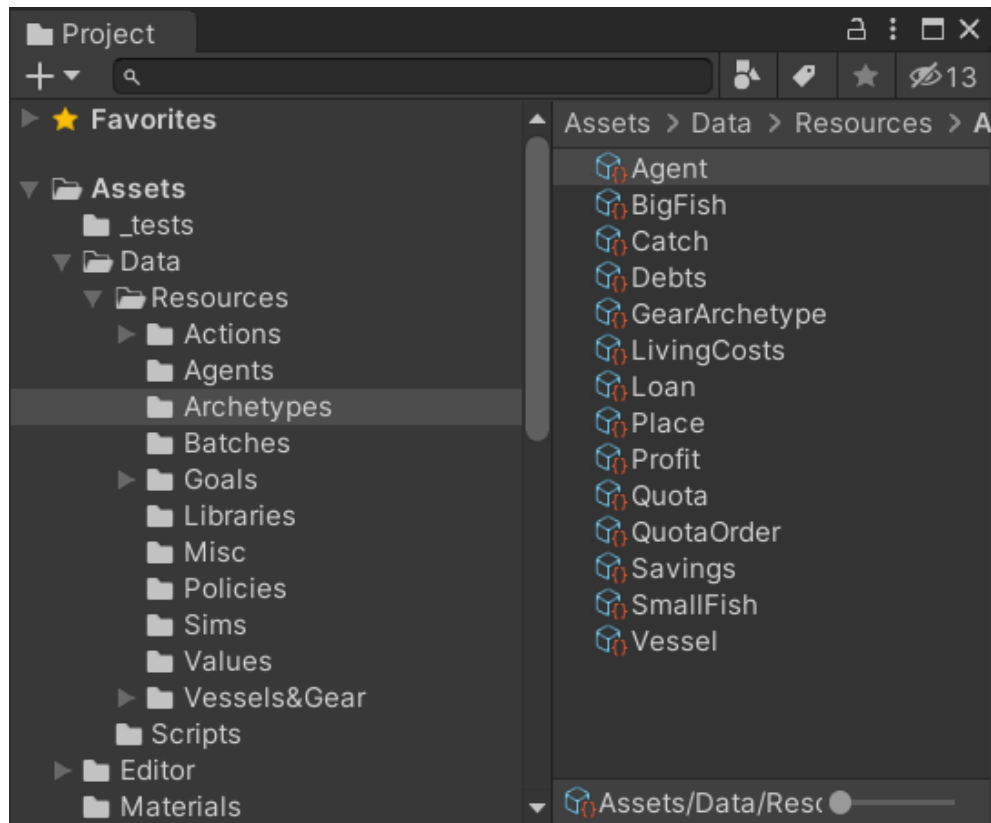 Project
13
Favorites
Assets
_tests
Data
Resources
Actions
Agents
Archetypes
Batches
Goals
Libraries
Misc
Policies
Sims
Values
Vessels&Gear
Scripts
Editor
Materials
Assets > Data > Resources > A
Agent
BigFish
Catch
Debts
GearArchetype
LivingCosts
Loan
Place
Profit
Quota
QuotaOrder
Savings
SmallFish
Vessel
Assets/Data/Reso